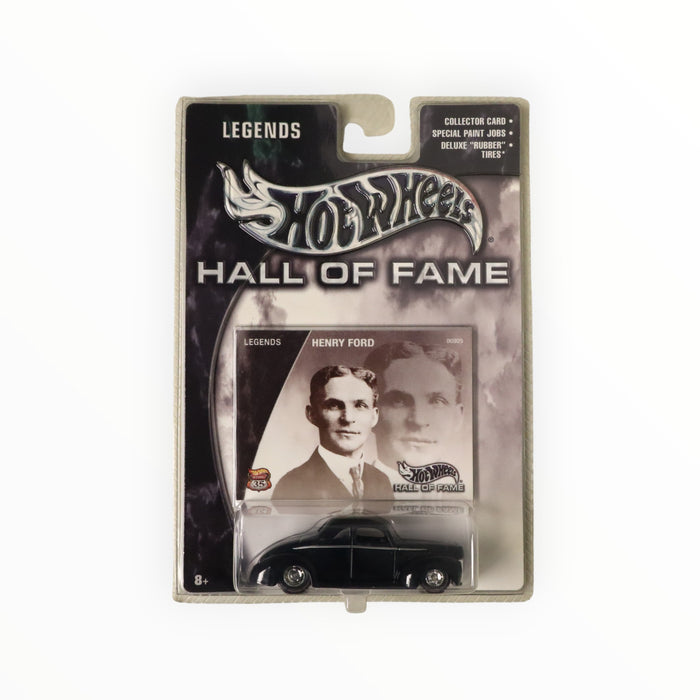 LEGENDS
COLLECTOR CARD •
SPECIAL PAINT JOBS •
DELUXE "RUBBER" •
TIRES*
HOT WHEELS
®
HALL OF FAME
LEGENDS
HENRY FORD
HOT WHEELS
HALL OF FAME
35
8+